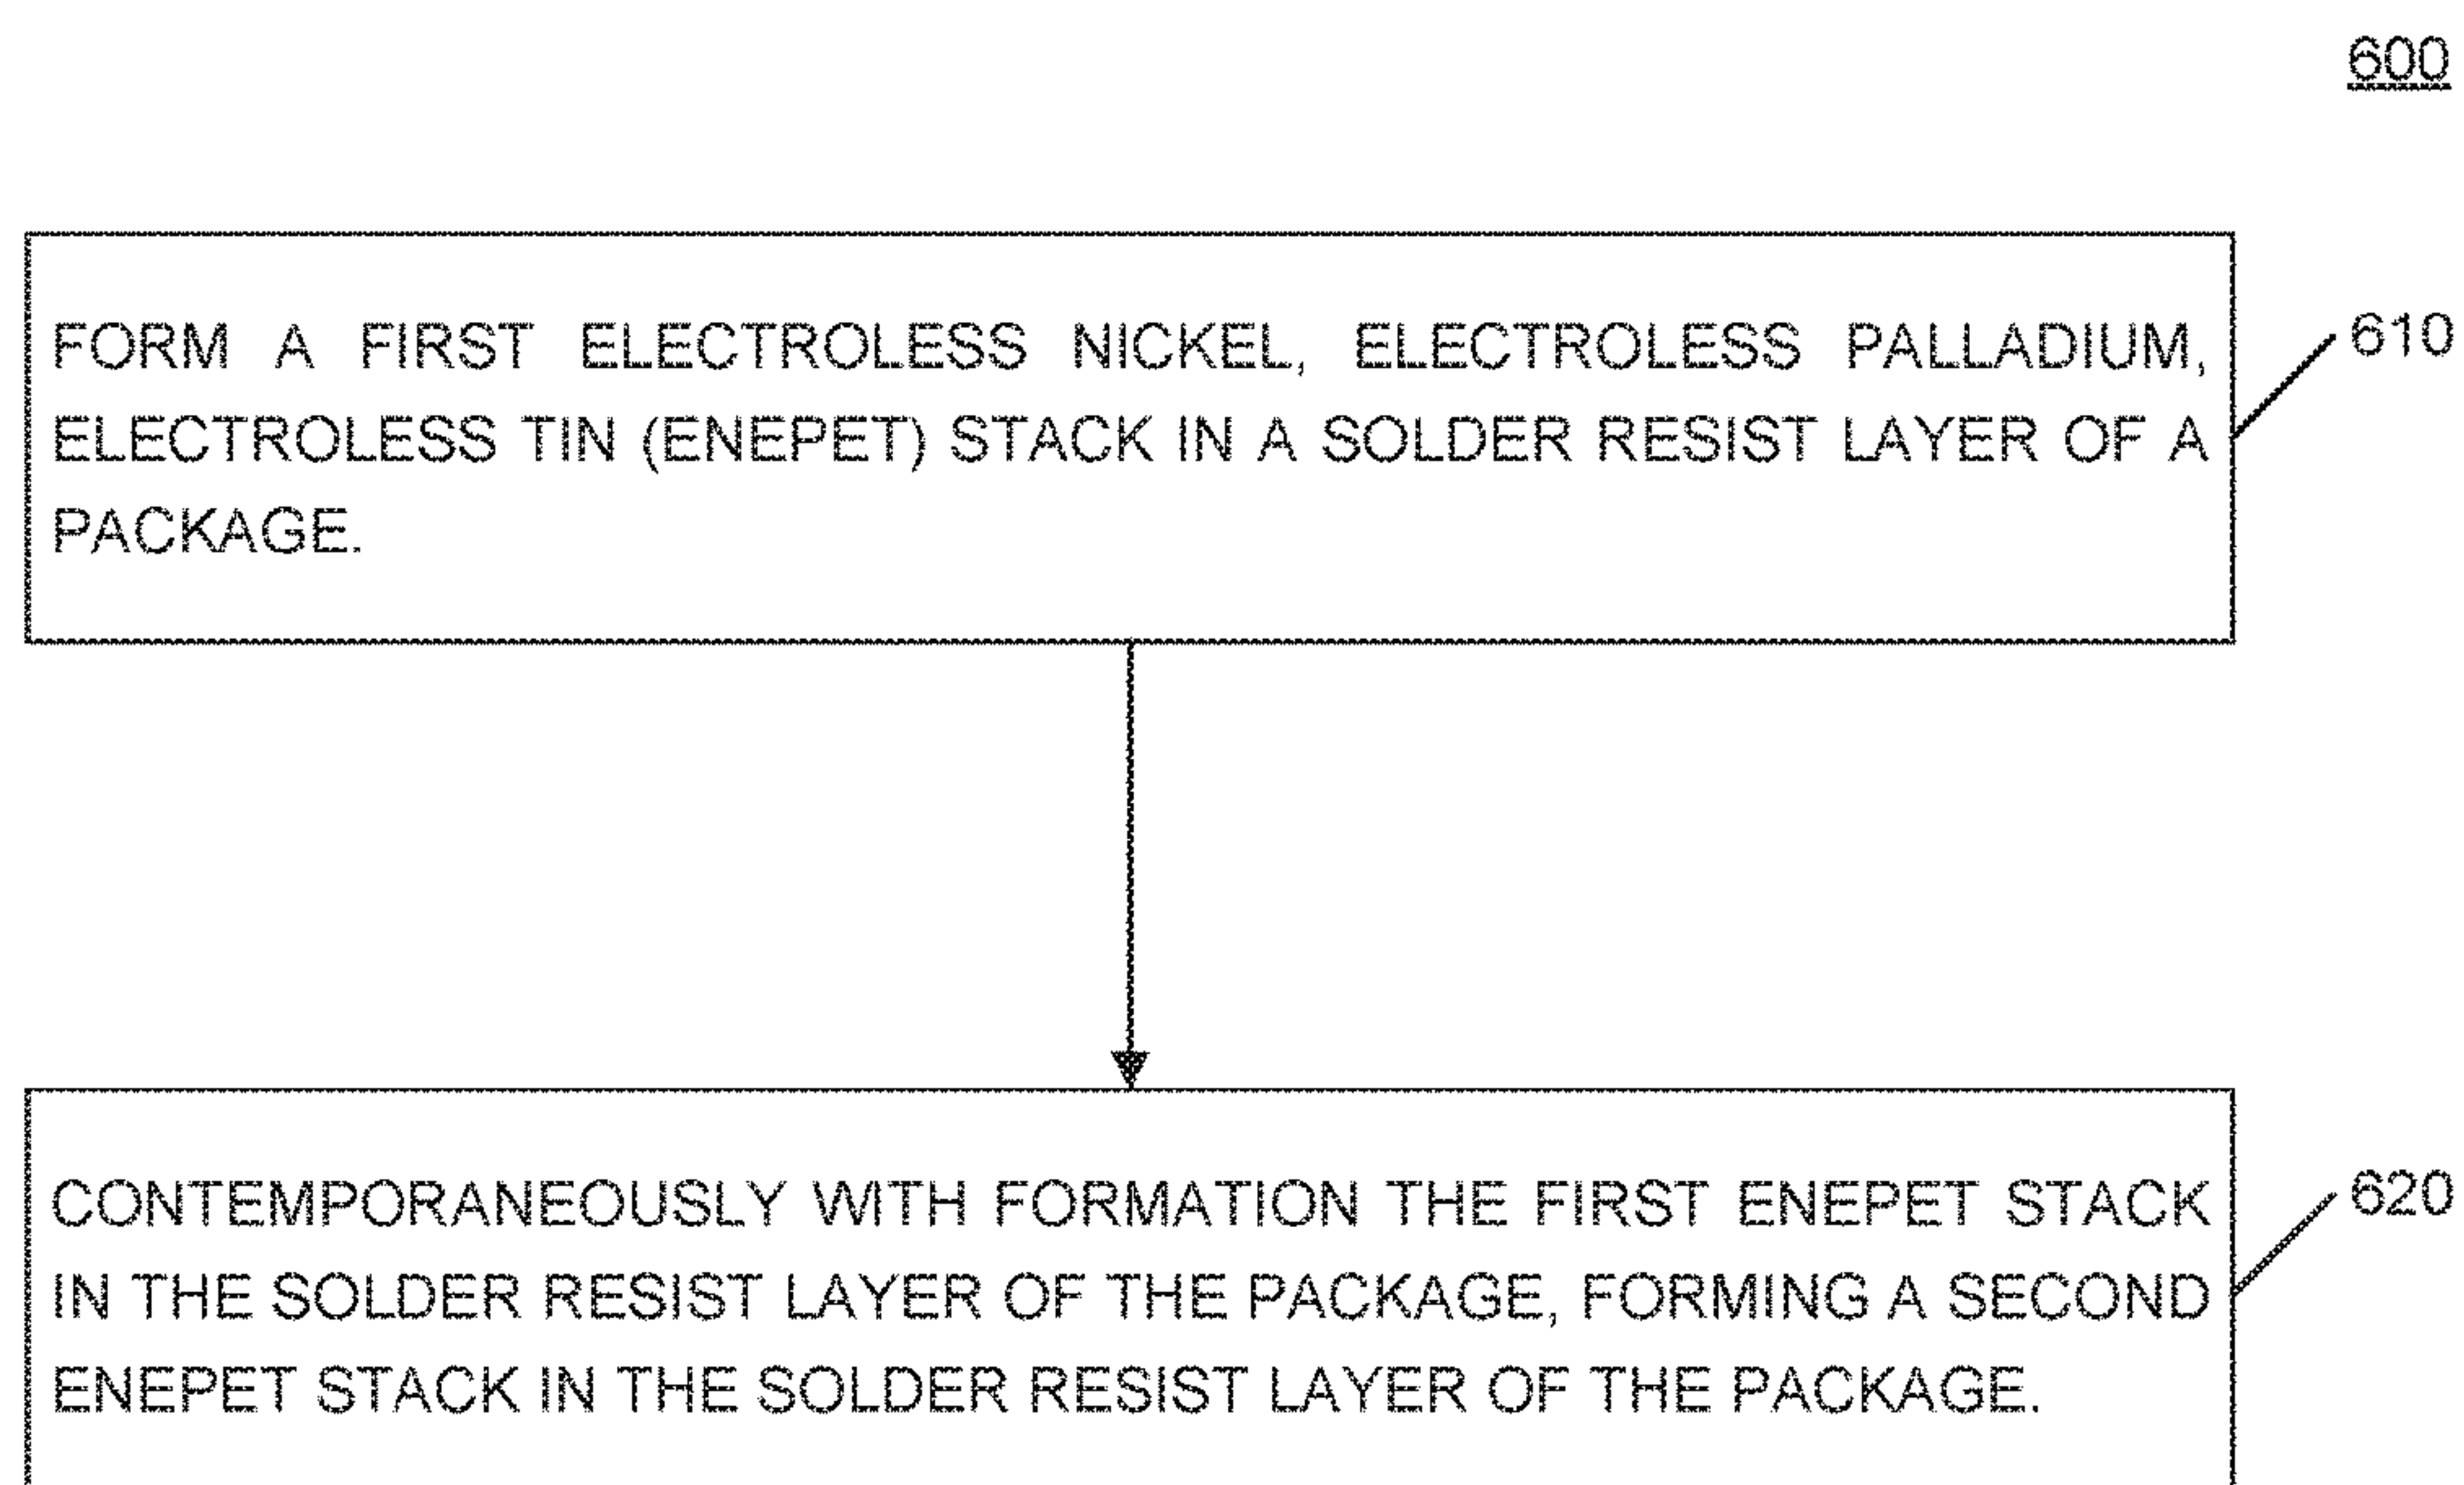 600
FORM A FIRST ELECTROLESS NICKEL, ELECTROLESS PALLADIUM,
610
ELECTROLESS TIN (ENEPET) STACK IN A SOLDER RESIST LAYER OF A
PACKAGE.
CONTEMPORANEOUSLY WITH FORMATION THE FIRST ENEPET STACK
620
IN THE SOLDER RESIST LAYER OF THE PACKAGE, FORMING A SECOND
ENEPET STACK IN THE SOLDER RESIST LAYER OF THE PACKAGE.